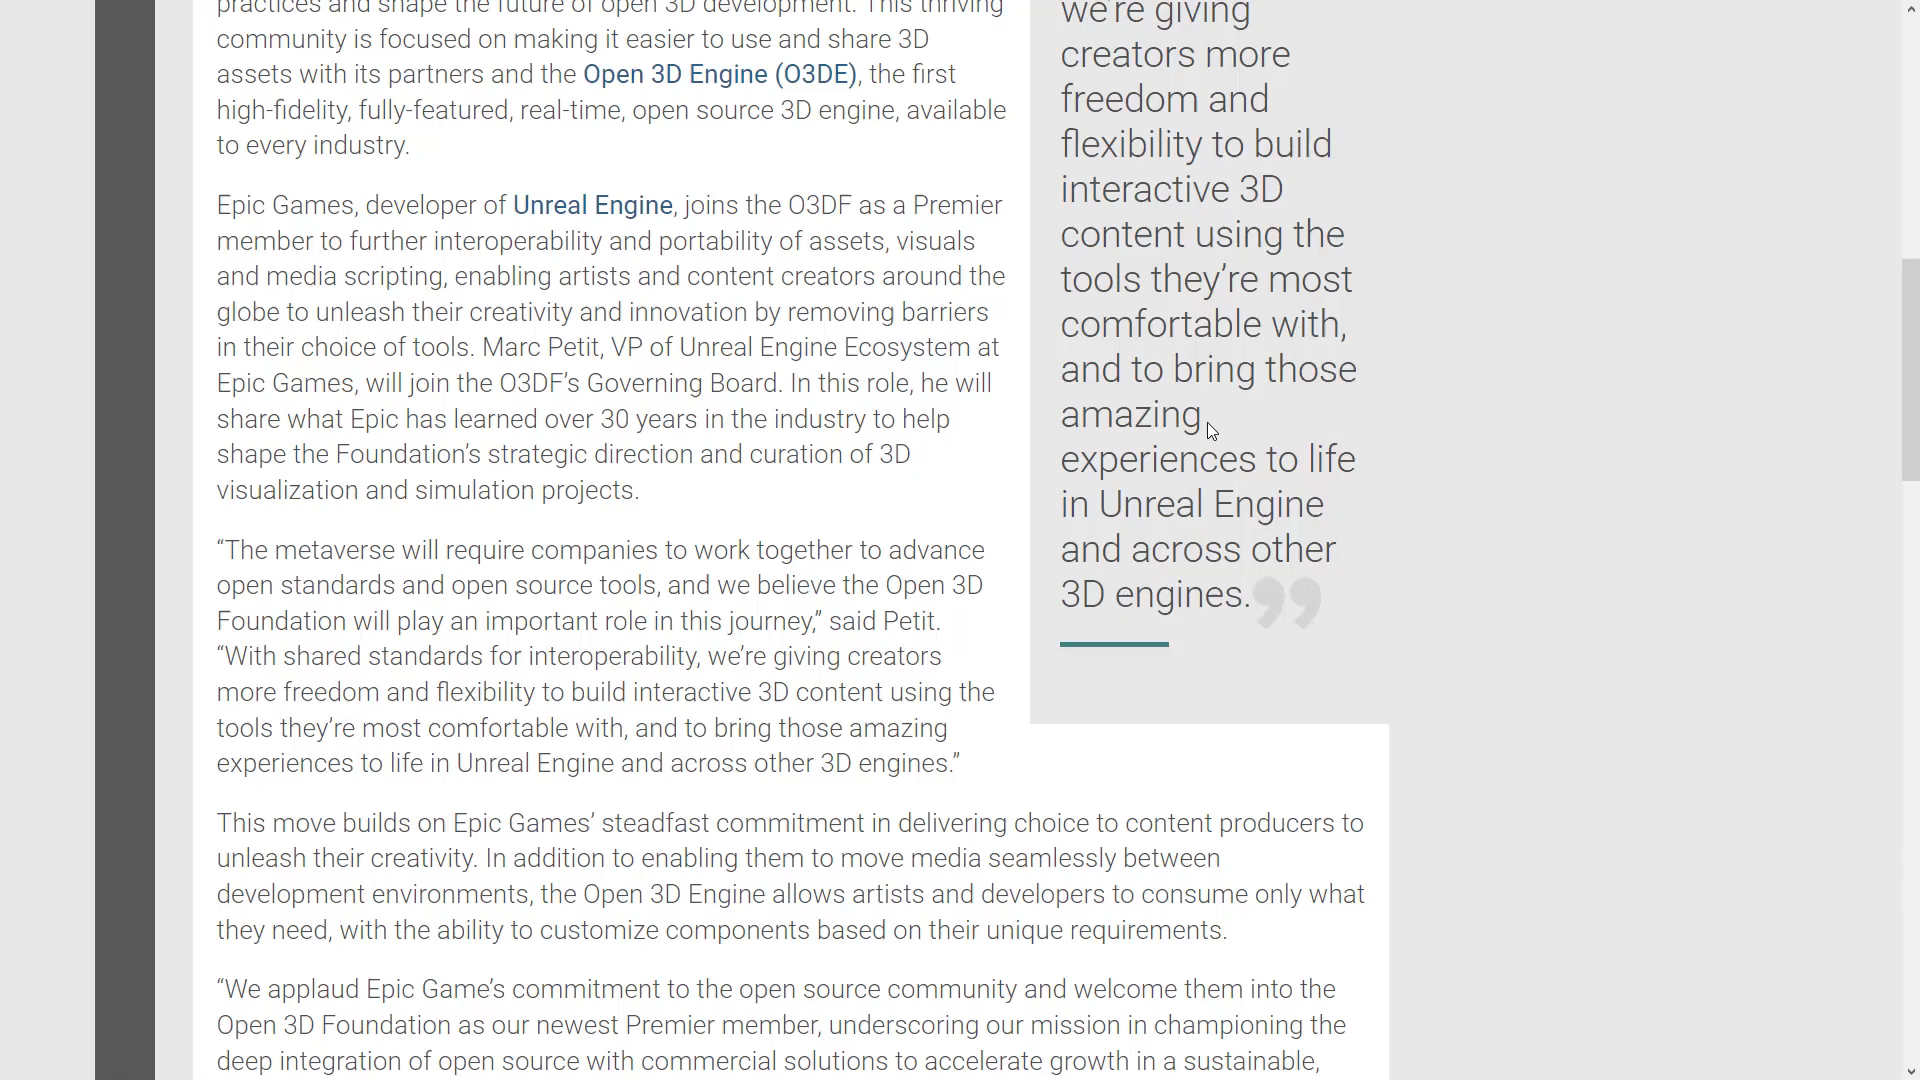 practices and shape the future of open 3D development. This thriving
community is focused on making it easier to use and share 3D
assets with its partners and the Open 3D Engine (O3DE), the first
high-fidelity, fully-featured, real-time, open source 3D engine, available
to every industry.
Epic Games, developer of Unreal Engine, joins the O3DF as a Premier
member to further interoperability and portability of assets, visuals
and media scripting, enabling artists and content creators around the
globe to unleash their creativity and innovation by removing barriers
in their choice of tools. Marc Petit, VP of Unreal Engine Ecosystem at
Epic Games, will join the O3DF’s Governing Board. In this role, he will
share what Epic has learned over 30 years in the industry to help
shape the Foundation’s strategic direction and curation of 3D
visualization and simulation projects.
“The metaverse will require companies to work together to advance
open standards and open source tools, and we believe the Open 3D
Foundation will play an important role in this journey,” said Petit.
“With shared standards for interoperability, we’re giving creators
more freedom and flexibility to build interactive 3D content using the
tools they’re most comfortable with, and to bring those amazing
experiences to life in Unreal Engine and across other 3D engines.”
This move builds on Epic Games’ steadfast commitment in delivering choice to content producers to
unleash their creativity. In addition to enabling them to move media seamlessly between
development environments, the Open 3D Engine allows artists and developers to consume only what
they need, with the ability to customize components based on their unique requirements.
“We applaud Epic Game’s commitment to the open source community and welcome them into the
Open 3D Foundation as our newest Premier member, underscoring our mission in championing the
deep integration of open source with commercial solutions to accelerate growth in a sustainable,
we’re giving
creators more
freedom and
flexibility to build
interactive 3D
content using the
tools they’re most
comfortable with,
and to bring those
amazing
experiences to life
in Unreal Engine
and across other
3D engines.”